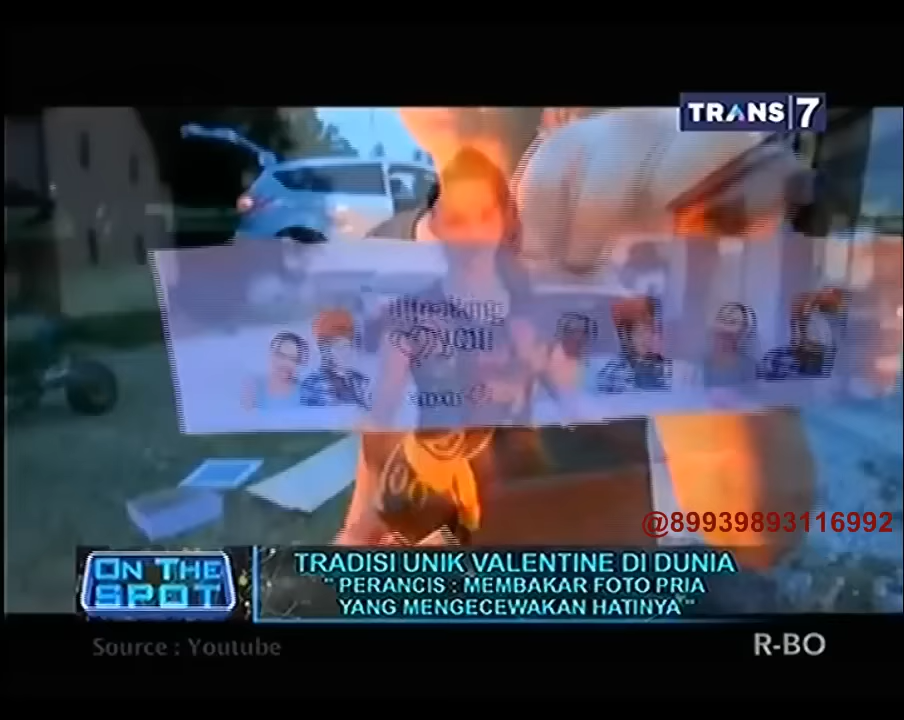 TRANS|7
you
@89939893116992
ON THE
SPOT
TRADISI UNIK VALENTINE DI DUNIA
" PERANCIS : MEMBAKAR FOTO PRIA
YANG MENGECEWAKAN HATINYA"
Source : Youtube
R-BO